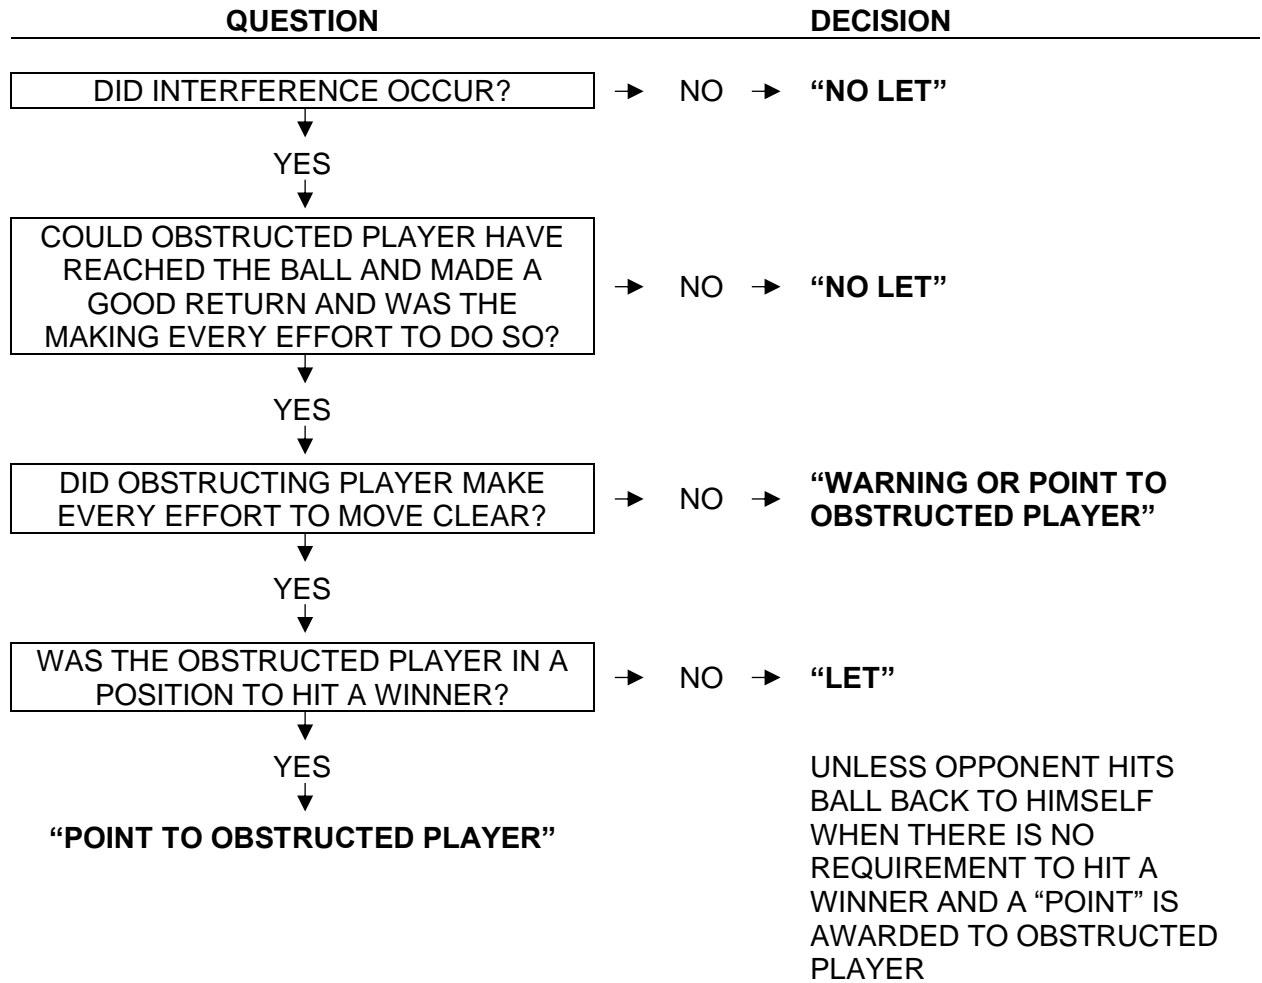 QUESTION DECISION
DID INTERFERENCE OCCUR? NO “NO LET”
YES
COULD OBSTRUCTED PLAYER HAVE
REACHED THE BALL AND MADE A
GOOD RETURN AND WAS THE
MAKING EVERY EFFORT TO DO SO?
NO “NO LET”
YES
DID OBSTRUCTING PLAYER MAKE
EVERY EFFORT TO MOVE CLEAR?
NO
“WARNING OR POINT TO
OBSTRUCTED PLAYER”
YES
WAS THE OBSTRUCTED PLAYER IN A
POSITION TO HIT A WINNER?
NO “LET”
YES
“POINT TO OBSTRUCTED PLAYER”
UNLESS OPPONENT HITS
BALL BACK TO HIMSELF
WHEN THERE IS NO
REQUIREMENT TO HIT A
WINNER AND A “POINT” IS
AWARDED TO OBSTRUCTED
PLAYER